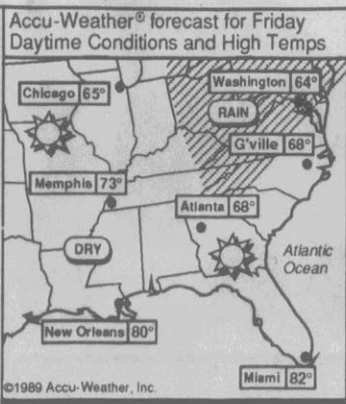 Accu-Weather® forecast for Friday
Daytime Conditions and High Temps
Washington 64°
Chicago 65°
RAIN
G'ville 68°
Memphis 73°
Atlanta 68°
DRY
Atlantic
Ocean
New Orleans 80°
Miami 82°
©1989 Accu-Weather, Inc.